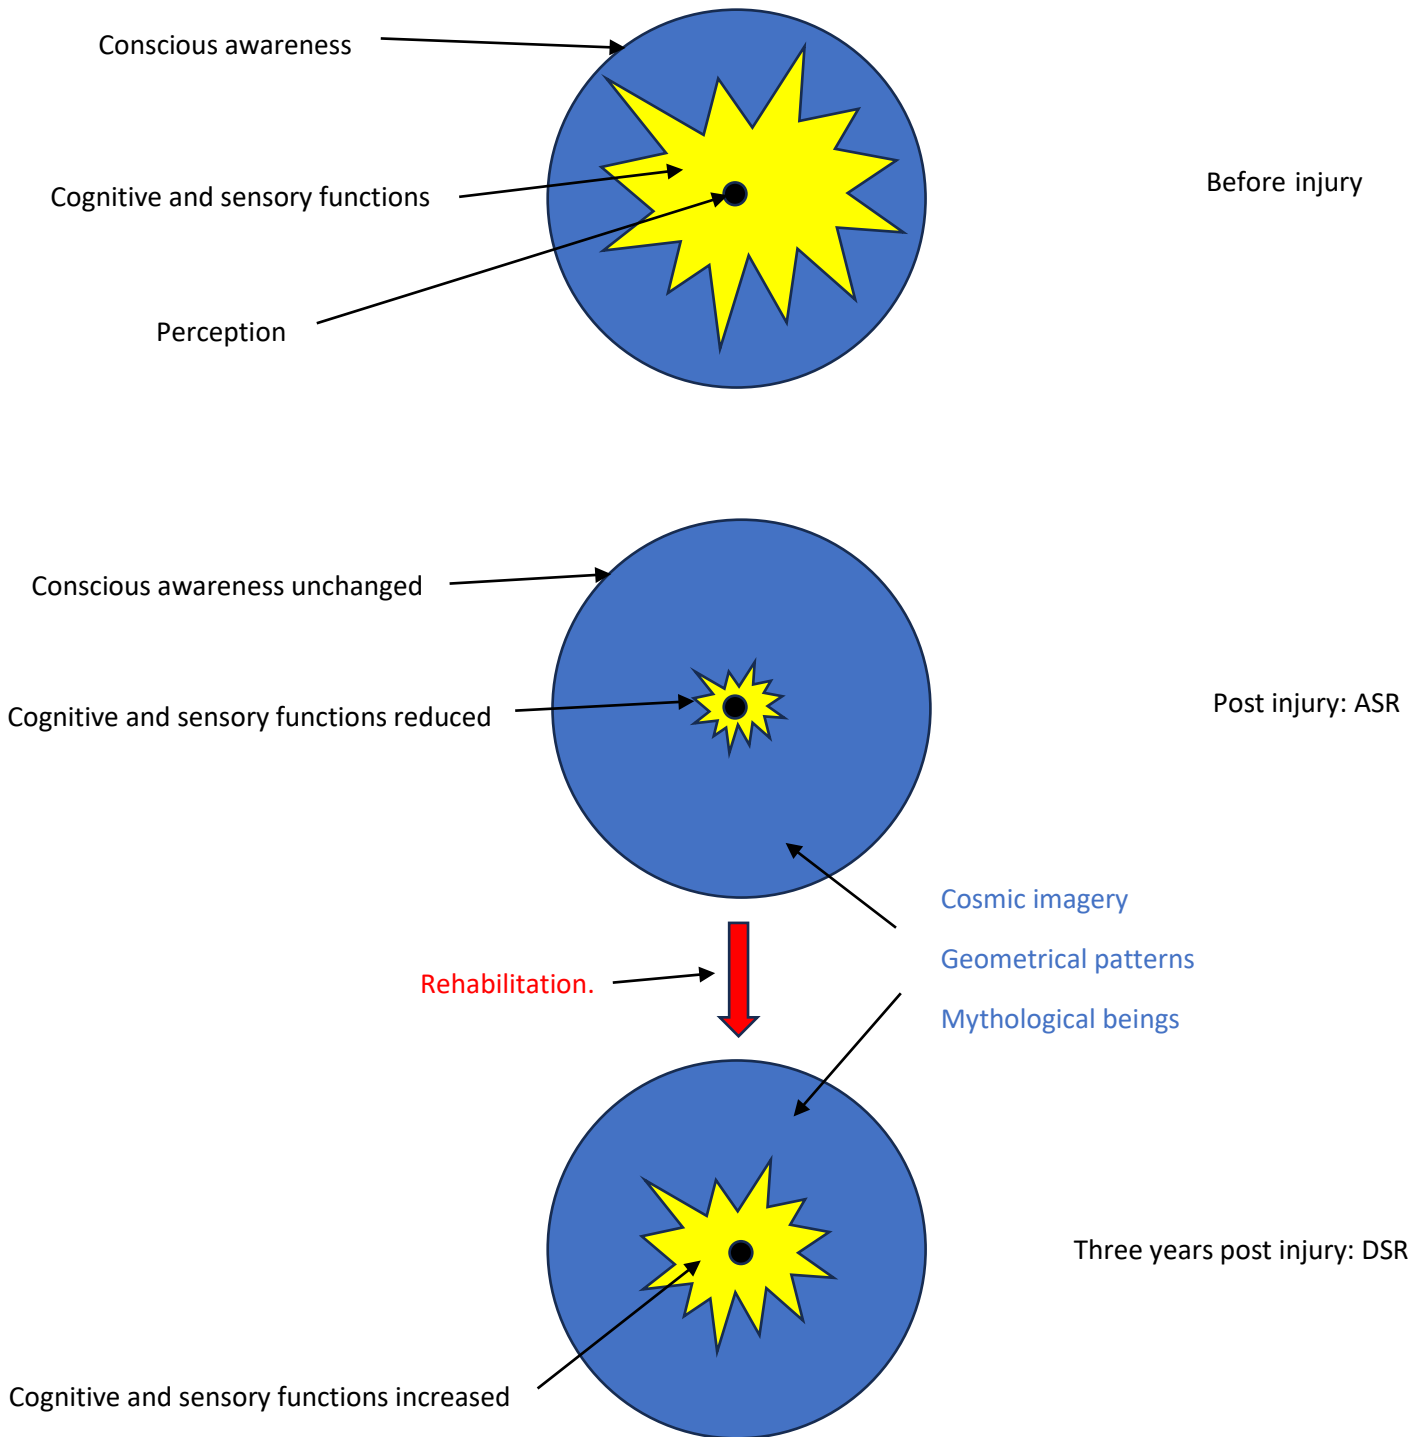 Conscious awareness
Cognitive and sensory functions
Before injury
Perception
Conscious awareness unchanged
Cognitive and sensory functions reduced
Post injury: ASR
Cosmic imagery
Geometrical patterns
Mythological beings
Rehabilitation.
Three years post injury: DSR
Cognitive and sensory functions increased